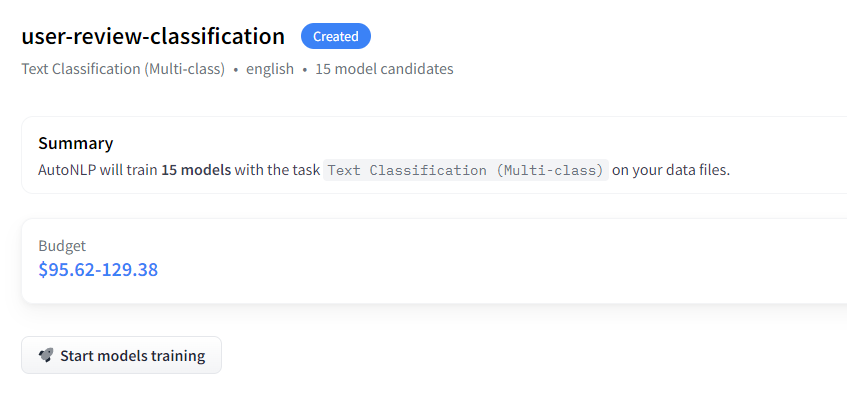 user-review-classification Created
Text Classification (Multi-class) • english • 15 model candidates
Summary
AutoNLP will train 15 models with the task Text Classification (Multi-class) on your data files.
Budget
$95.62-129.38
🚀 Start models training